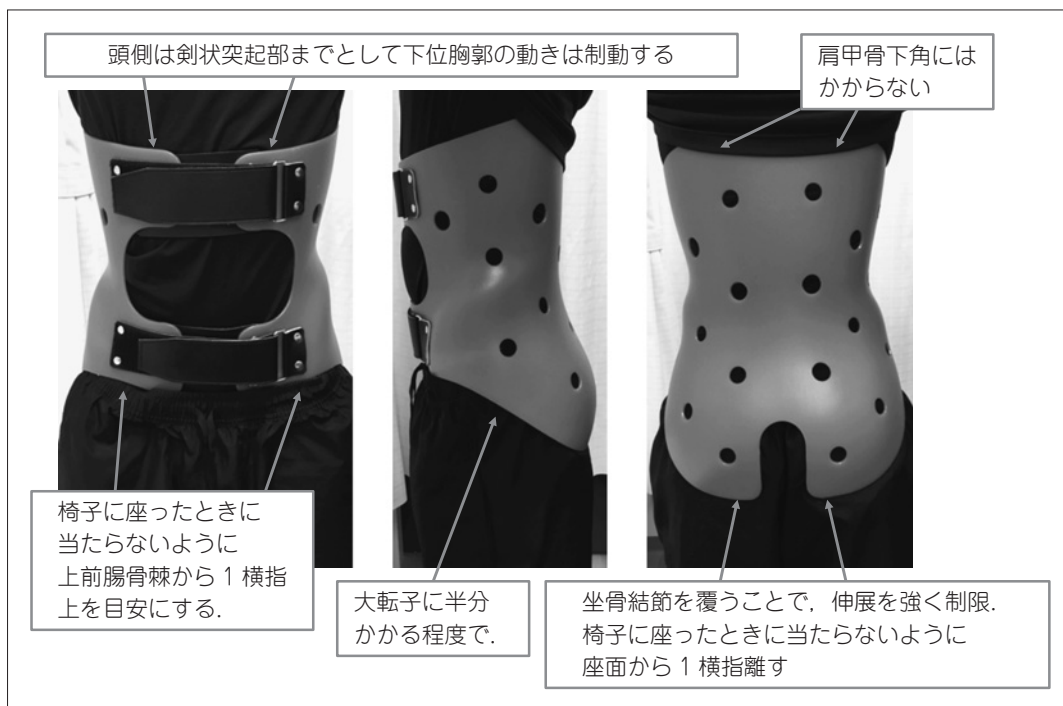 頭側は剣状突起部までとして下位胸郭の動きは制動する
肩甲骨下角には
かからない
椅子に座ったときに
当たらないように
上前腸骨棘から 1 横指
上を目安にする.
大転子に半分
かかる程度で.
坐骨結節を覆うことで，伸展を強く制限.
椅子に座ったときに当たらないように
座面から 1 横指離す